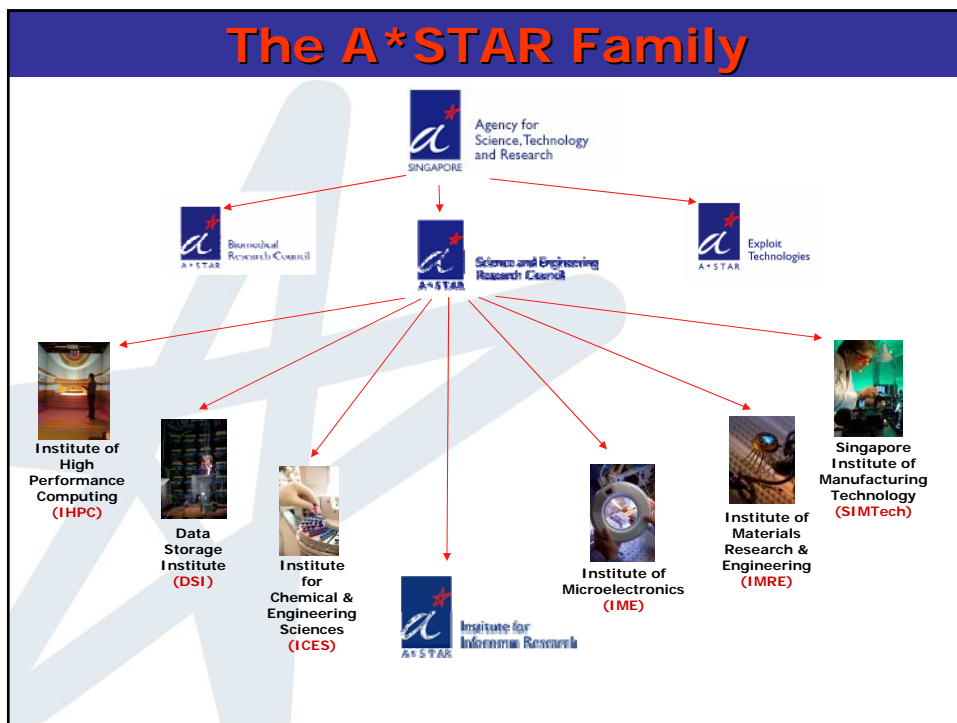 The A*STAR Family
a*
SINGAPORE
Agency for
Science, Technology
and Research
a*
A*STAR
Biomedical
Research Council
a*
A*STAR
Science and Engineering
Research Council
a*
A*STAR
Exploit
Technologies
Institute of
High
Performance
Computing
(IHPC)
Data
Storage
Institute
(DSI)
Institute
for
Chemical &
Engineering
Sciences
(ICES)
a*
A*STAR
Institute for
Infocomm Research
Institute of
Microelectronics
(IME)
Institute of
Materials
Research &
Engineering
(IMRE)
Singapore
Institute of
Manufacturing
Technology
(SIMTech)